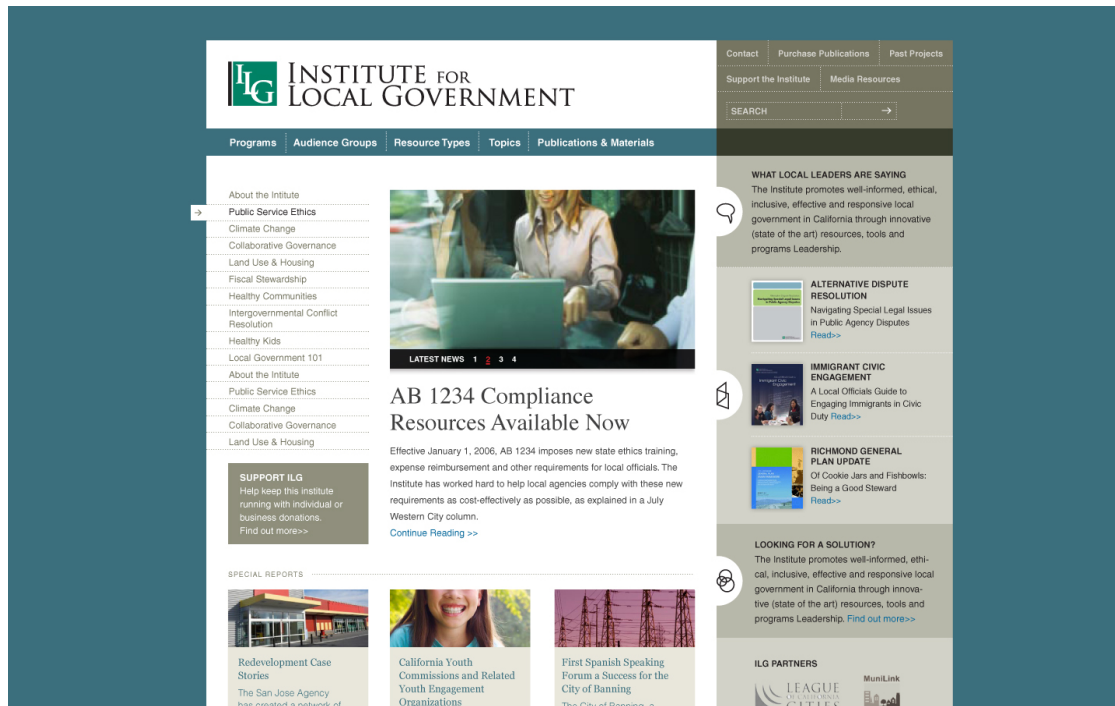 ILG
INSTITUTE FOR
LOCAL GOVERNMENT
Contact
Purchase Publications
Past Projects
Support the Institute
Media Resources
SEARCH
Programs
Audience Groups
Resource Types
Topics
Publications & Materials
About the Intitute
Public Service Ethics
Climate Change
Collaborative Governance
Land Use & Housing
Fiscal Stewardship
Healthy Communities
Intergovernmental Conflict
Resolution
Healthy Kids
Local Government 101
About the Intitute
Public Service Ethics
Climate Change
Collaborative Governance
Land Use & Housing
SUPPORT ILG
Help keep this institute
running with individual or
business donations.
Find out more>>
LATEST NEWS 1 2 3 4
AB 1234 Compliance
Resources Available Now
Effective January 1, 2006, AB 1234 imposes new state ethics training,
expense reimbursement and other requirements for local officials. The
Institute has worked hard to help local agencies comply with these new
requirements as cost-effectively as possible, as explained in a July
Western City column.
Continue Reading >>
SPECIAL REPORTS
Redevelopment Case
Stories
The San Jose Agency
has created a network of
California Youth
Commissions and Related
Youth Engagement
Organizations
First Spanish Speaking
Forum a Success for the
City of Banning
The City of Banning, a
WHAT LOCAL LEADERS ARE SAYING
The Institute promotes well-informed, ethical,
inclusive, effective and responsive local
government in California through innovative
(state of the art) resources, tools and
programs Leadership.
ALTERNATIVE DISPUTE
RESOLUTION
Navigating Special Legal Issues
in Public Agency Disputes
Read>>
Immigrant Civic
Engagement
IMMIGRANT CIVIC
ENGAGEMENT
A Local Officials Guide to
Engaging Immigrants in Civic
Duty Read>>
RICHMOND GENERAL
PLAN UPDATE
Of Cookie Jars and Fishbowls:
Being a Good Steward
Read>>
LOOKING FOR A SOLUTION?
The Institute promotes well-informed, ethi-
cal, inclusive, effective and responsive local
government in California through innova-
tive (state of the art) resources, tools and
programs Leadership. Find out more>>
ILG PARTNERS
LEAGUE
OF CALIFORNIA
CITIES
MuniLink